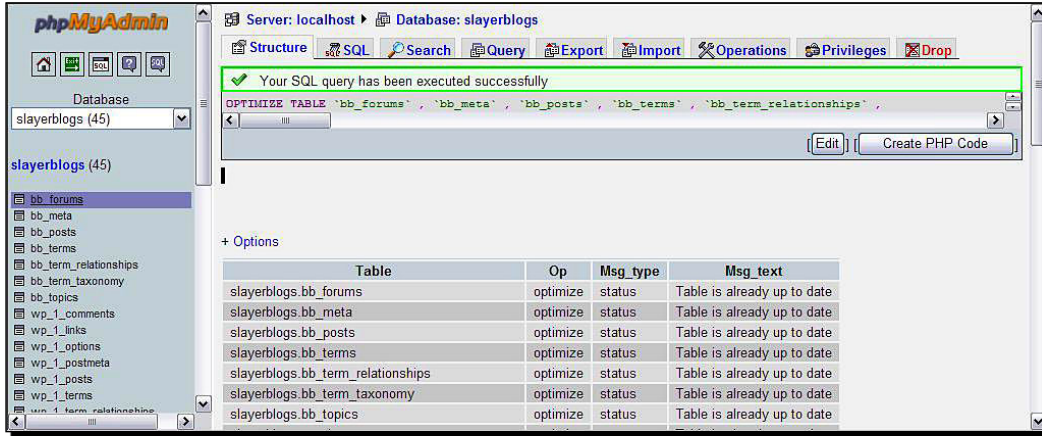 phpMyAdmin
Database
slayerblogs (45)
slayerblogs (45)
bb_forums
bb_meta
bb_posts
bb_terms
bb_term_relationships
bb_term_taxonomy
bb_topics
wp_1_comments
wp_1_links
wp_1_options
wp_1_postmeta
wp_1_posts
wp_1_terms
wp_1_term_relationships
Server: localhost Database: slayerblogs
Structure SQL Search Query Export Import Operations Privileges Drop
Your SQL query has been executed successfully
OPTIMIZE TABLE `bb_forums` , `bb_meta` , `bb_posts` , `bb_terms` , `bb_term_relationships` ,
[ Edit ] [ Create PHP Code ]
+ Options
Table Op Msg_type Msg_text
slayerblogs.bb_forums optimize status Table is already up to date
slayerblogs.bb_meta optimize status Table is already up to date
slayerblogs.bb_posts optimize status Table is already up to date
slayerblogs.bb_terms optimize status Table is already up to date
slayerblogs.bb_term_relationships optimize status Table is already up to date
slayerblogs.bb_term_taxonomy optimize status Table is already up to date
slayerblogs.bb_topics optimize status Table is already up to date